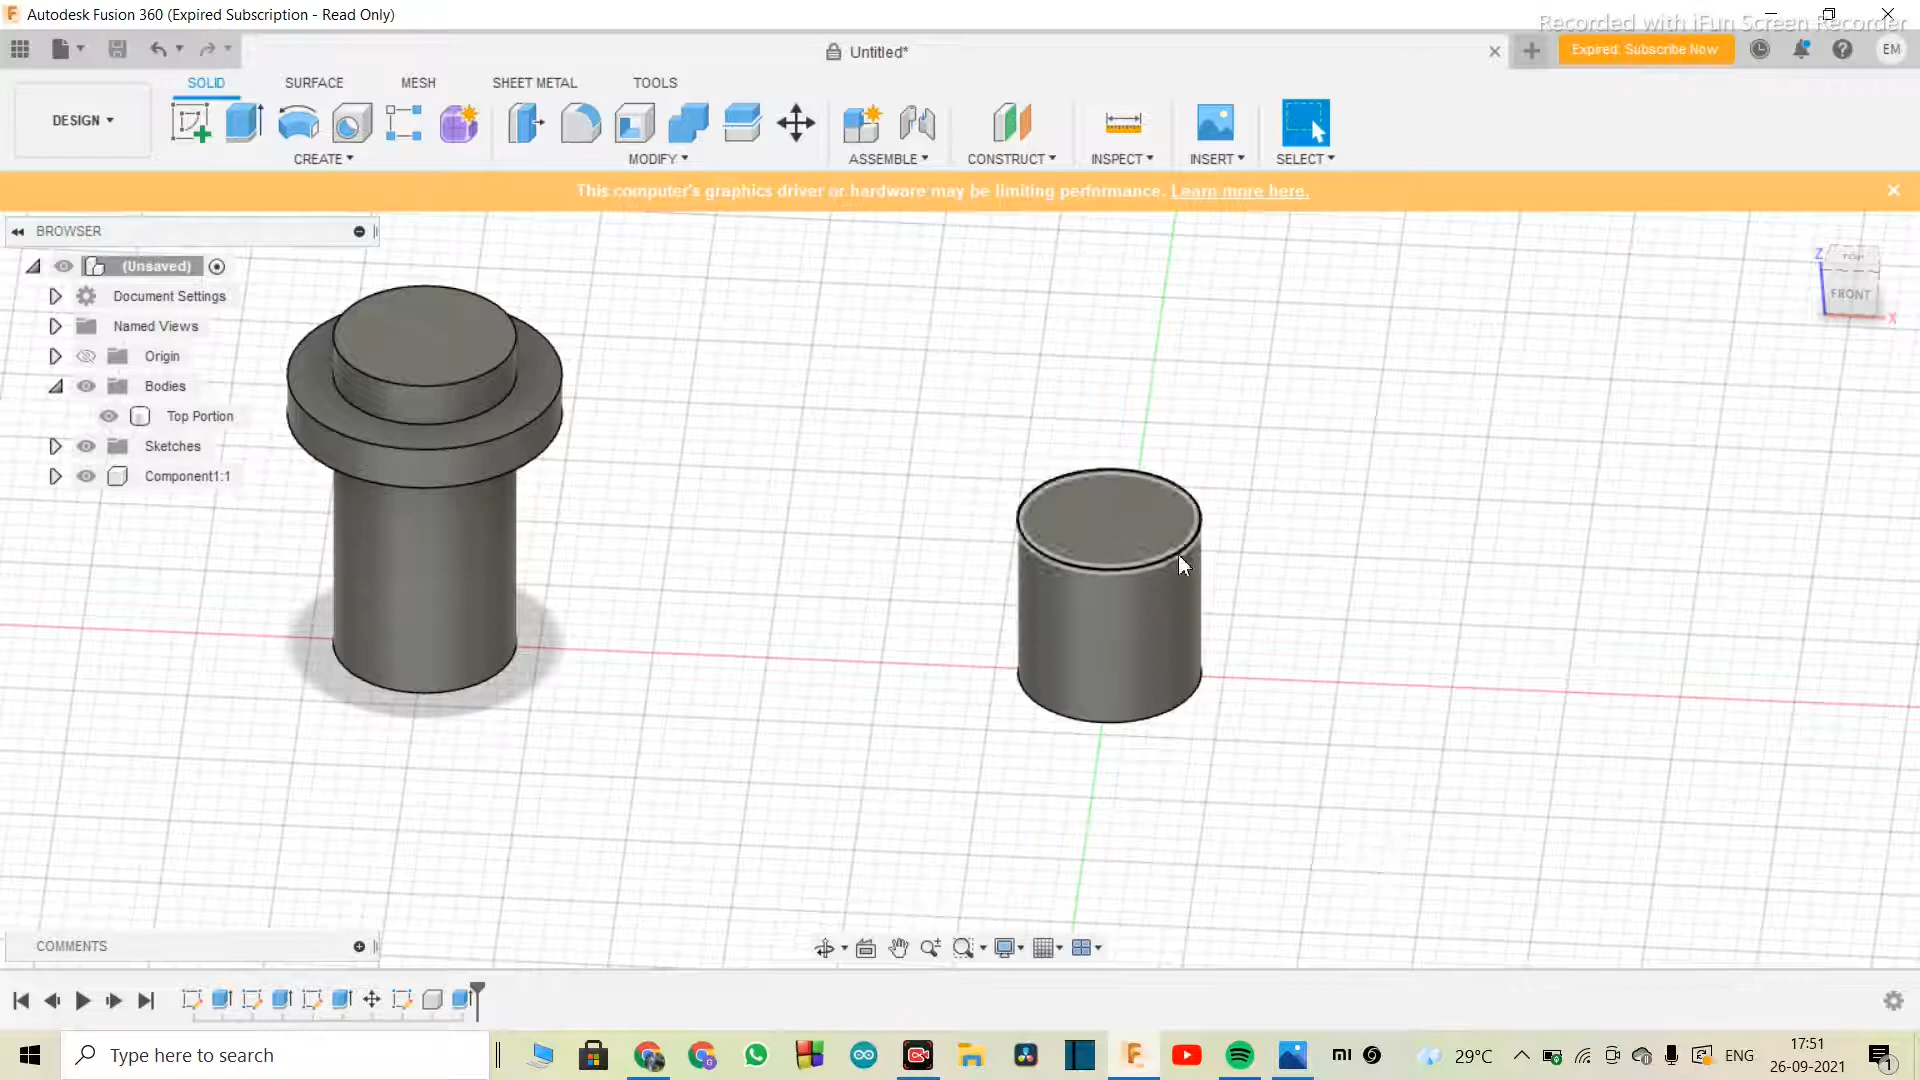 Autodesk Fusion 360 (Expired Subscription - Read Only)
Recorded with iFun Screen Recorder
Untitled*
Expired: Subscribe Now
EM
DESIGN
SOLID
SURFACE
MESH
SHEET METAL
TOOLS
CREATE
MODIFY
ASSEMBLE
CONSTRUCT
INSPECT
INSERT
SELECT
This computer's graphics driver or hardware may be limiting performance. Learn more here.
BROWSER
(Unsaved)
Document Settings
Named Views
Origin
Bodies
Top Portion
Sketches
Component1:1
Z
TOP
FRONT
X
COMMENTS
Type here to search
mi
29°C
ENG
17:51
26-09-2021
1